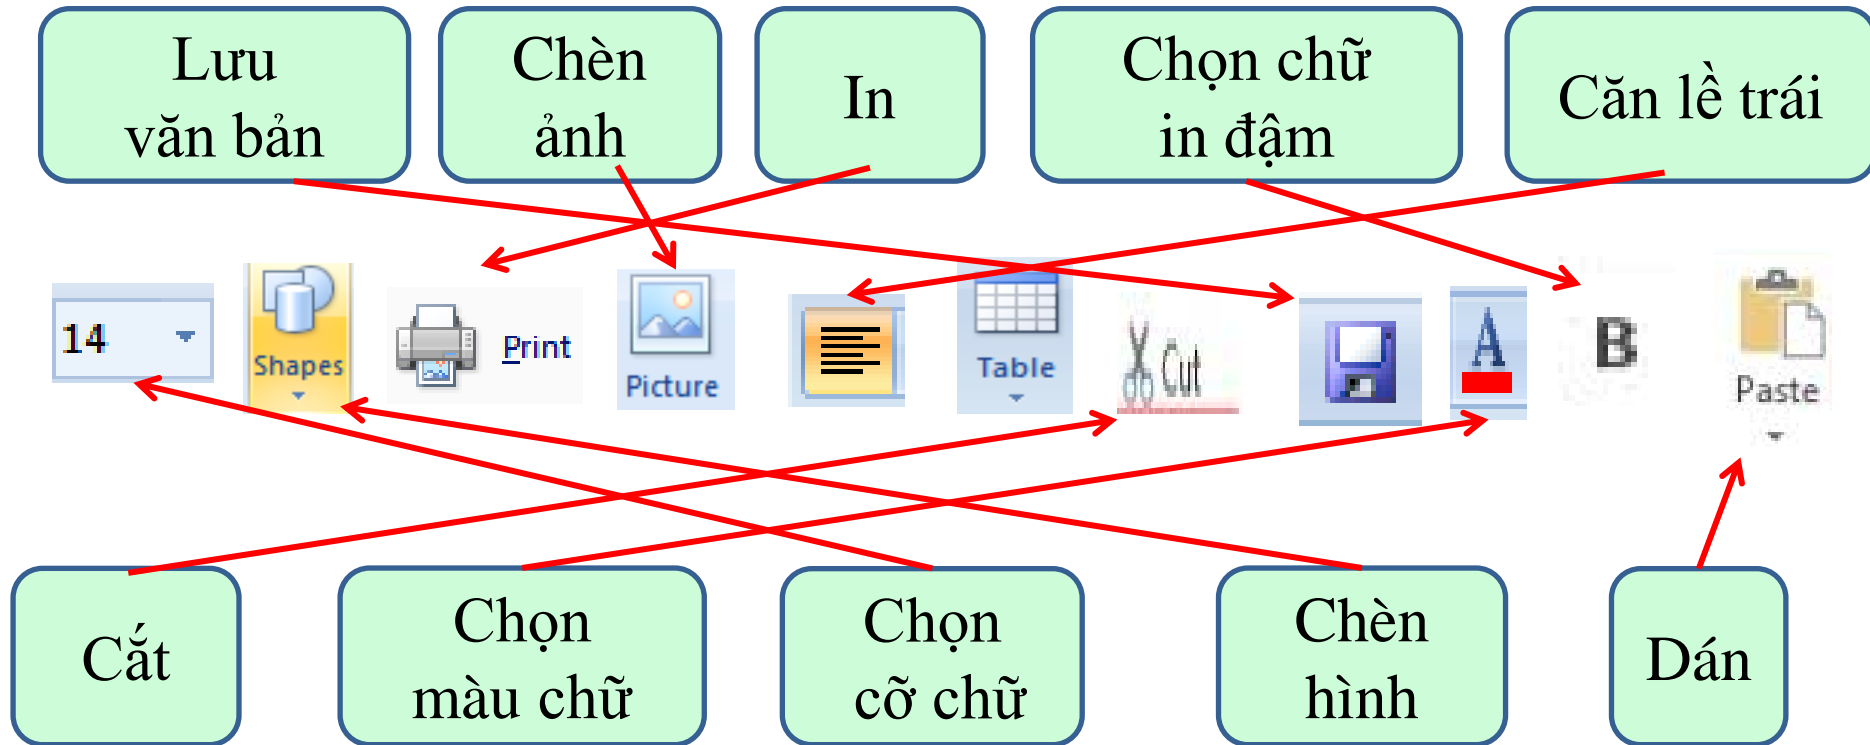 Lưu
văn bản
Chèn
ảnh
In
Chọn chữ
in đậm
Căn lề trái
14
Shapes
Print
Picture
Table
Cut
A
B
Paste
Cắt
Chọn
màu chữ
Chọn
cỡ chữ
Chèn
hình
Dán